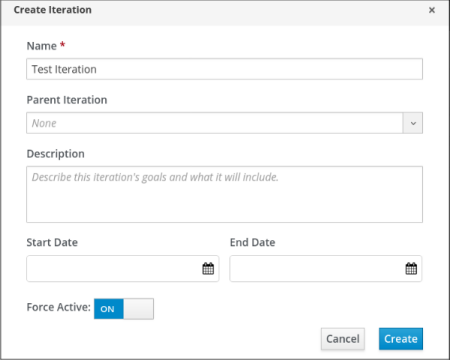 Create Iteration ×
Name *
Test Iteration
Parent Iteration
None
Description
Describe this iteration's goals and what it will include.
Start Date End Date
Force Active: ON
Cancel Create